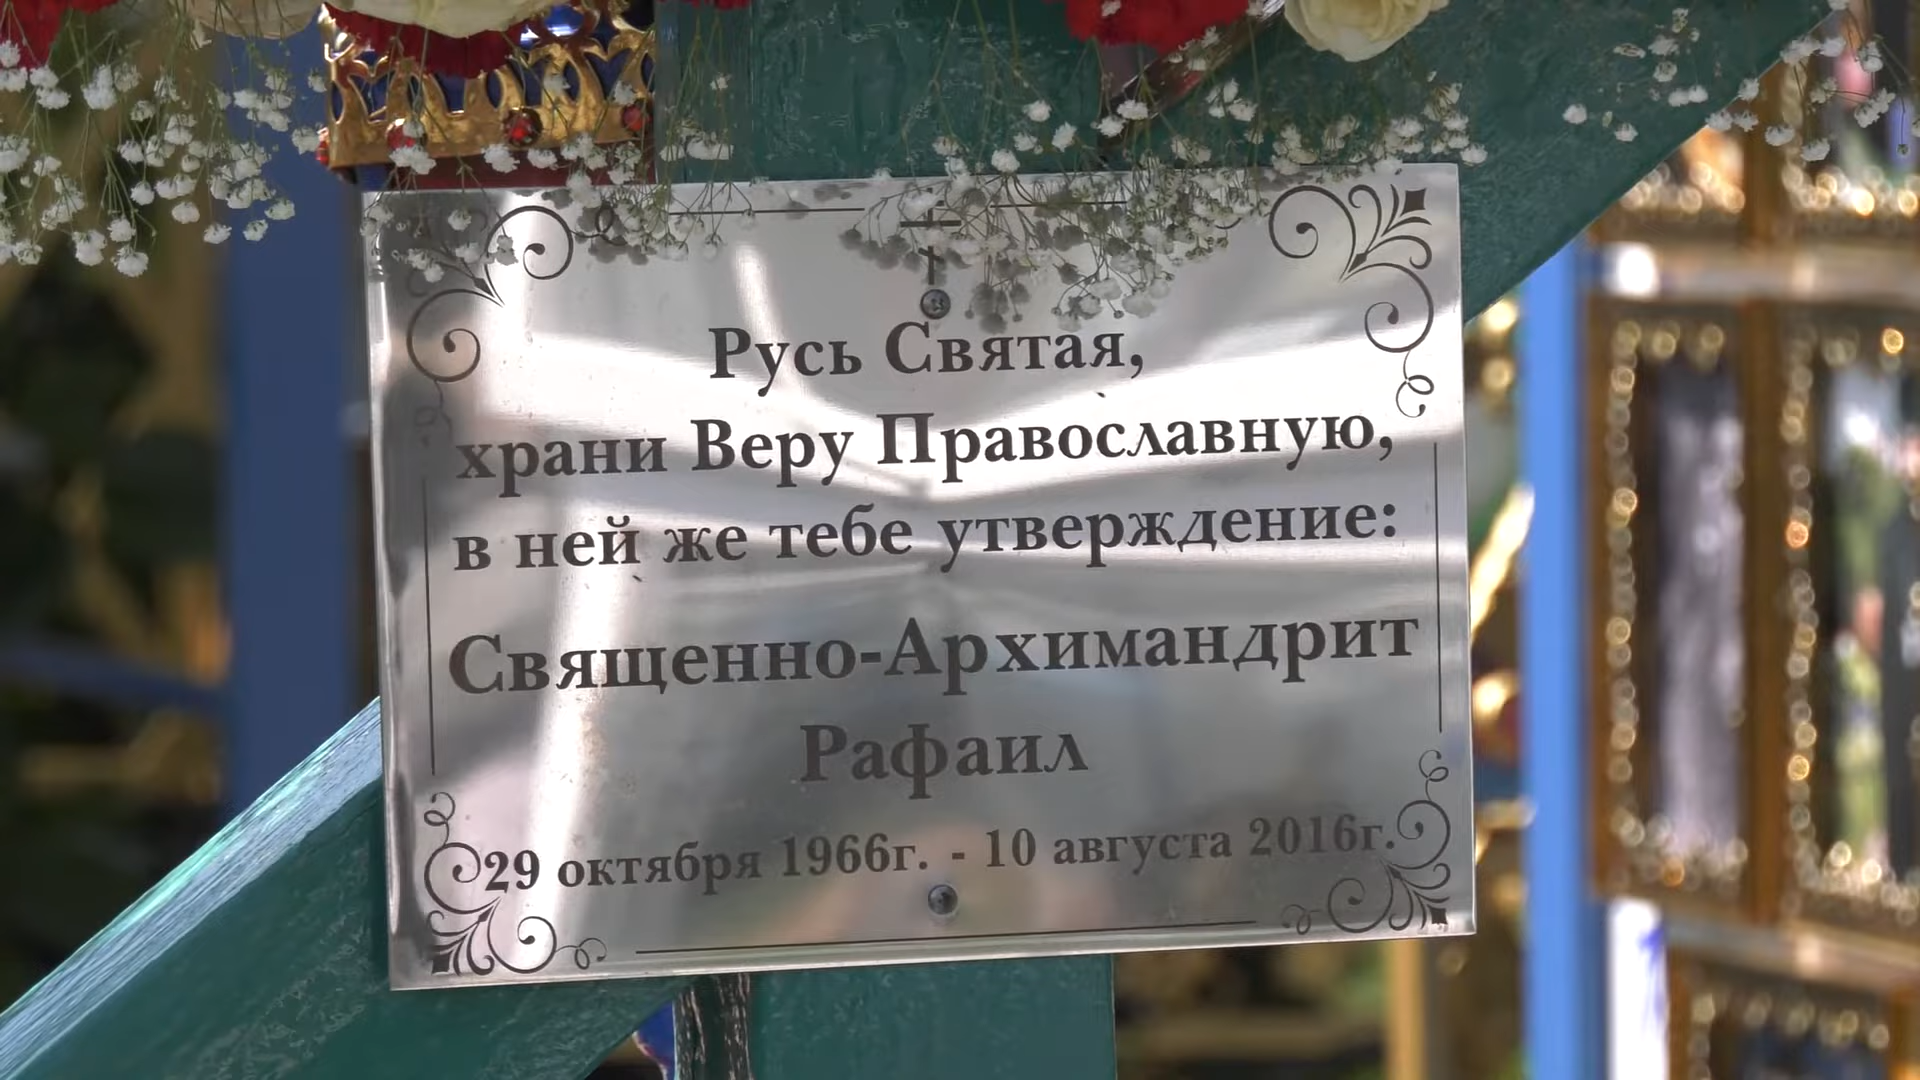 Русь Святая,
храни Веру Православную,
в ней же тебе утверждение:
Священно-Архимандрит
Рафаил
29 октября 1966г. - 10 августа 2016г.